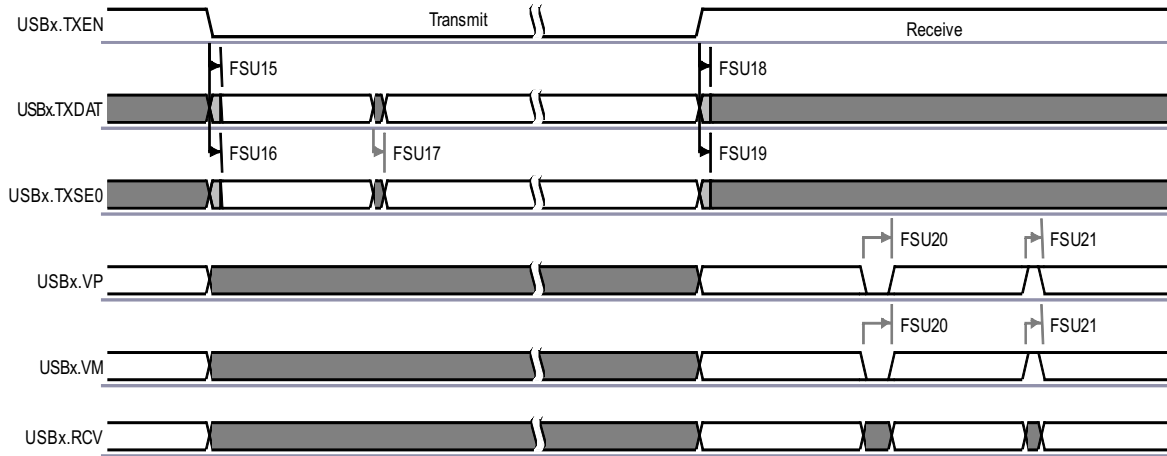 USBx.TXEN
Transmit
Receive
FSU15
FSU18
USBx.TXDAT
FSU16
FSU17
FSU19
USBx.TXSE0
FSU20
FSU21
USBx.VP
FSU20
FSU21
USBx.VM
USBx.RCV